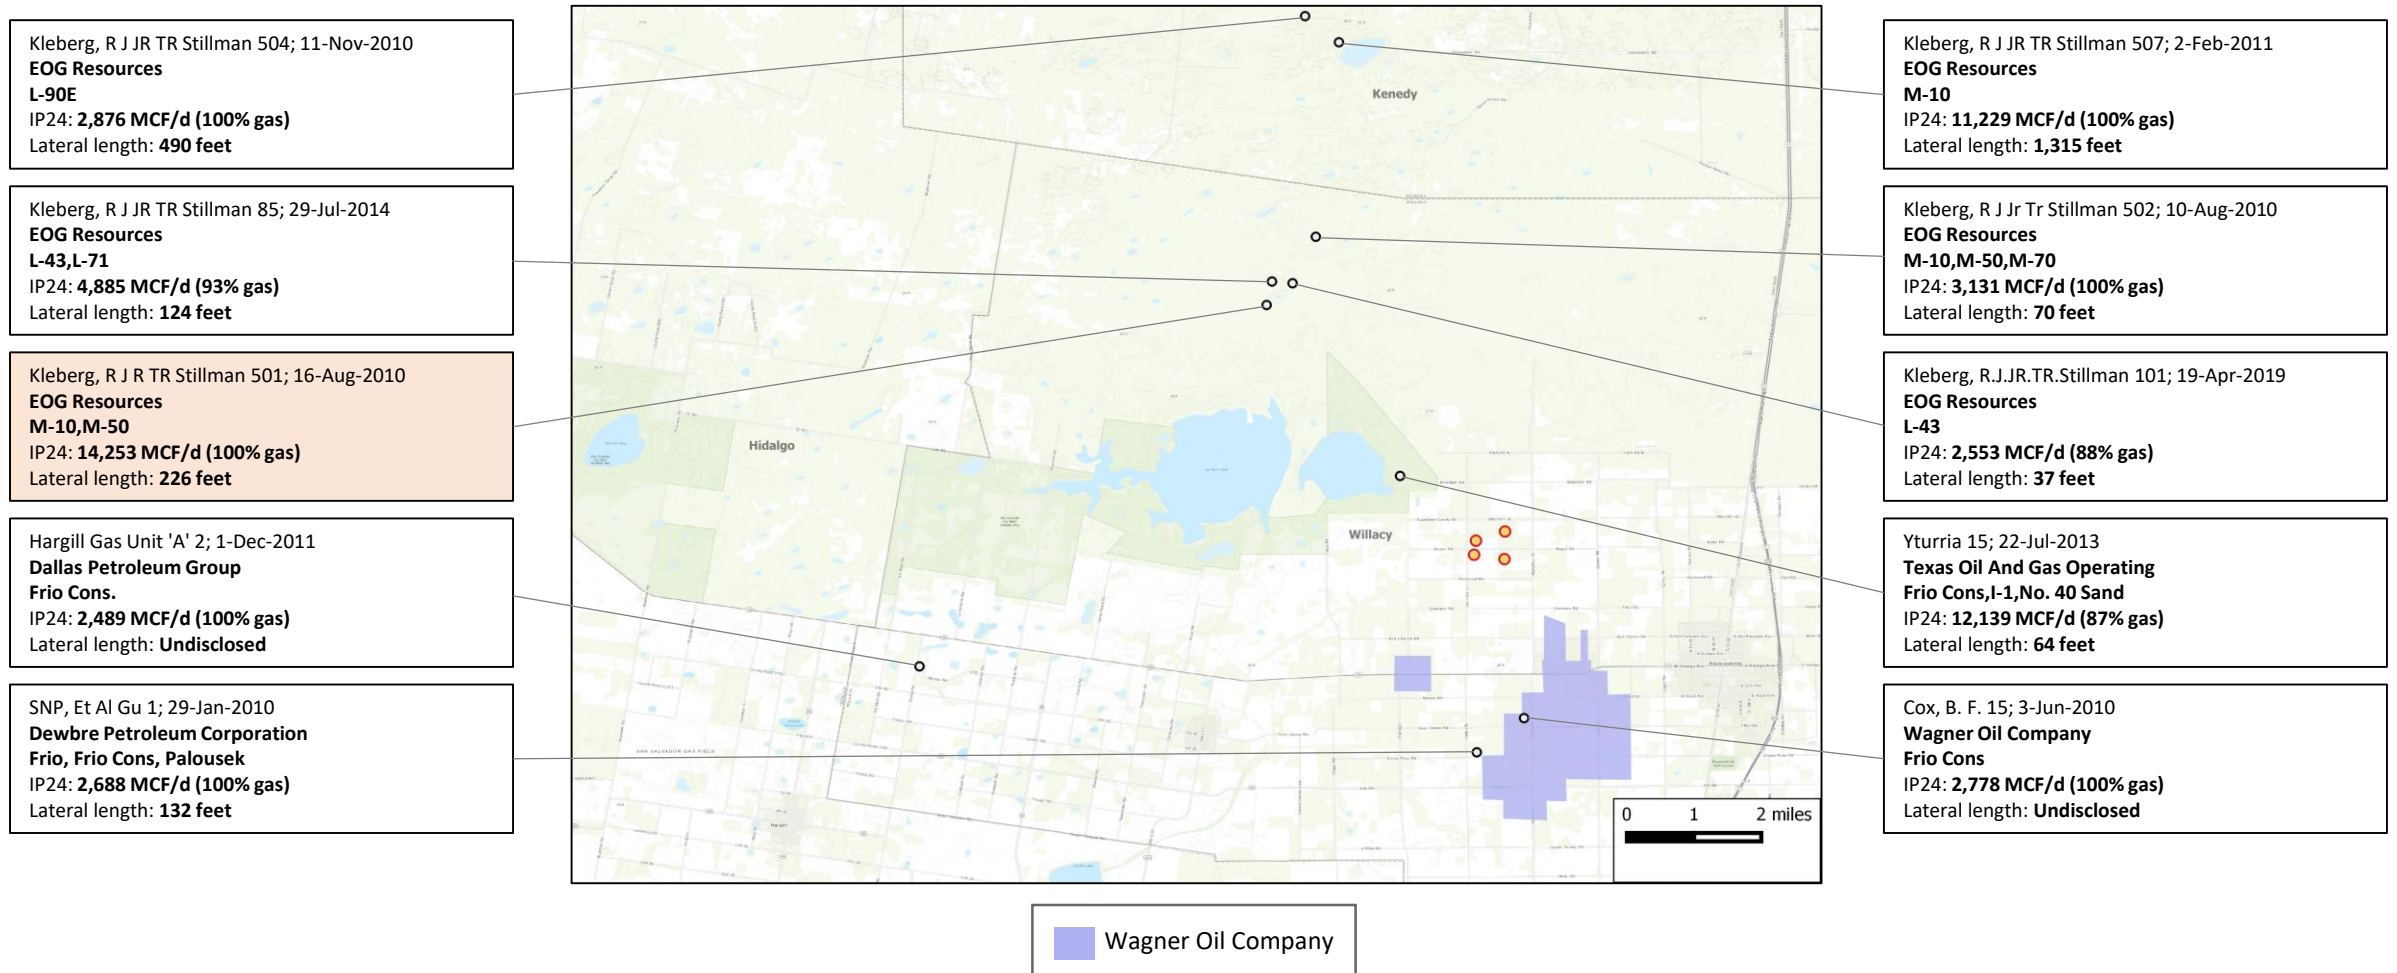 Kleberg, R J JR TR Stillman 504; 11-Nov-2010
EOG Resources
L-90E
IP24: 2,876 MCF/d (100% gas)
Lateral length: 490 feet
Kleberg, R J JR TR Stillman 85; 29-Jul-2014
EOG Resources
L-43,L-71
IP24: 4,885 MCF/d (93% gas)
Lateral length: 124 feet
Kleberg, R J R TR Stillman 501; 16-Aug-2010
EOG Resources
M-10,M-50
IP24: 14,253 MCF/d (100% gas)
Lateral length: 226 feet
Hargill Gas Unit 'A' 2; 1-Dec-2011
Dallas Petroleum Group
Frio Cons.
IP24: 2,489 MCF/d (100% gas)
Lateral length: Undisclosed
SNP, Et Al Gu 1; 29-Jan-2010
Dewbre Petroleum Corporation
Frio, Frio Cons, Palousek
IP24: 2,688 MCF/d (100% gas)
Lateral length: 132 feet
Kenedy
Hidalgo
Willacy
SAN SALVADOR GAS FIELD
0 1 2 miles
Kleberg, R J JR TR Stillman 507; 2-Feb-2011
EOG Resources
M-10
IP24: 11,229 MCF/d (100% gas)
Lateral length: 1,315 feet
Kleberg, R J Jr Tr Stillman 502; 10-Aug-2010
EOG Resources
M-10,M-50,M-70
IP24: 3,131 MCF/d (100% gas)
Lateral length: 70 feet
Kleberg, R.J.JR.TR.Stillman 101; 19-Apr-2019
EOG Resources
L-43
IP24: 2,553 MCF/d (88% gas)
Lateral length: 37 feet
Yturria 15; 22-Jul-2013
Texas Oil And Gas Operating
Frio Cons,I-1,No. 40 Sand
IP24: 12,139 MCF/d (87% gas)
Lateral length: 64 feet
Cox, B. F. 15; 3-Jun-2010
Wagner Oil Company
Frio Cons
IP24: 2,778 MCF/d (100% gas)
Lateral length: Undisclosed
Wagner Oil Company